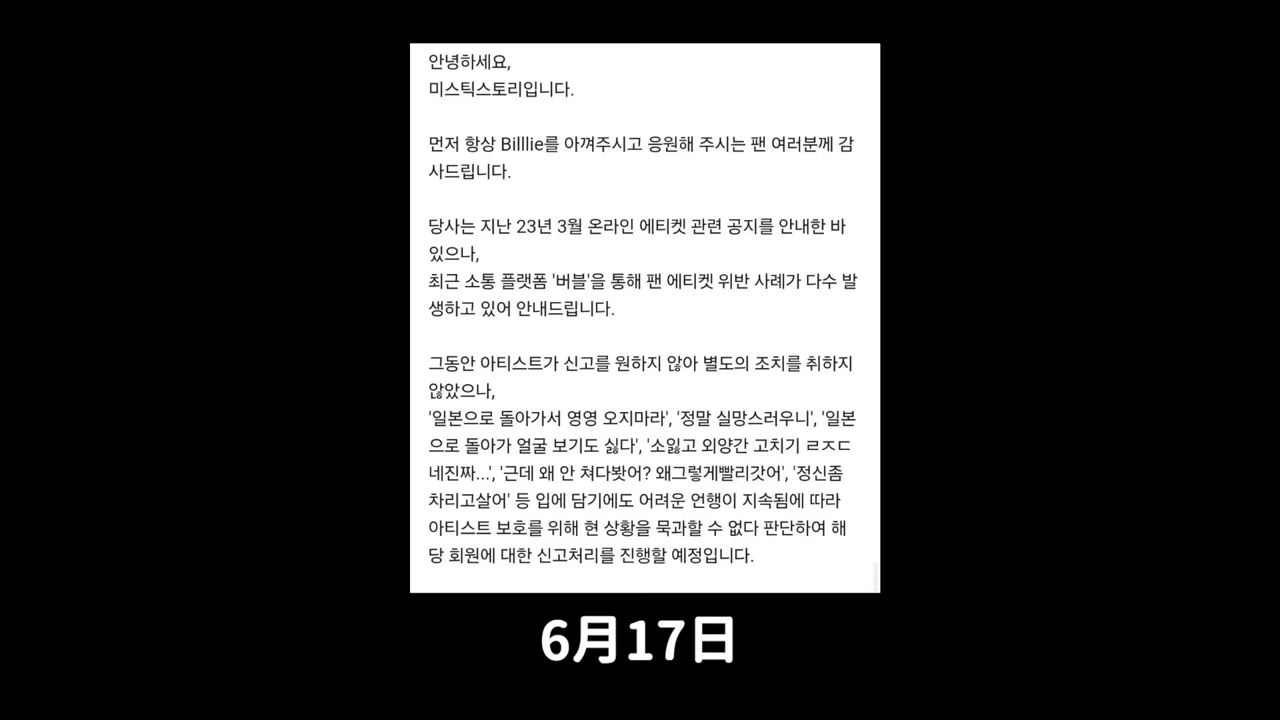 안녕하세요,
미스틱스토리입니다.
먼저 항상 Billlie를 아껴주시고 응원해 주시는 팬 여러분께 감
사드립니다.
당사는 지난 23년 3월 온라인 에티켓 관련 공지를 안내한 바
있으나,
최근 소통 플랫폼 '버블'을 통해 팬 에티켓 위반 사례가 다수 발
생하고 있어 안내드립니다.
그동안 아티스트가 신고를 원하지 않아 별도의 조치를 취하지
않았으나,
'일본으로 돌아가서 영영 오지마라', '정말 실망스러우니', '일본
으로 돌아가 얼굴 보기도 싫다', '소잃고 외양간 고치기 ㄹㅈㄷ
네진짜...', '근데 왜 안 쳐다봣어? 왜그렇게빨리갓어', '정신좀
차리고살어' 등 입에 담기에도 어려운 언행이 지속됨에 따라
아티스트 보호를 위해 현 상황을 묵과할 수 없다 판단하여 해
당 회원에 대한 신고처리를 진행할 예정입니다.
6月17日